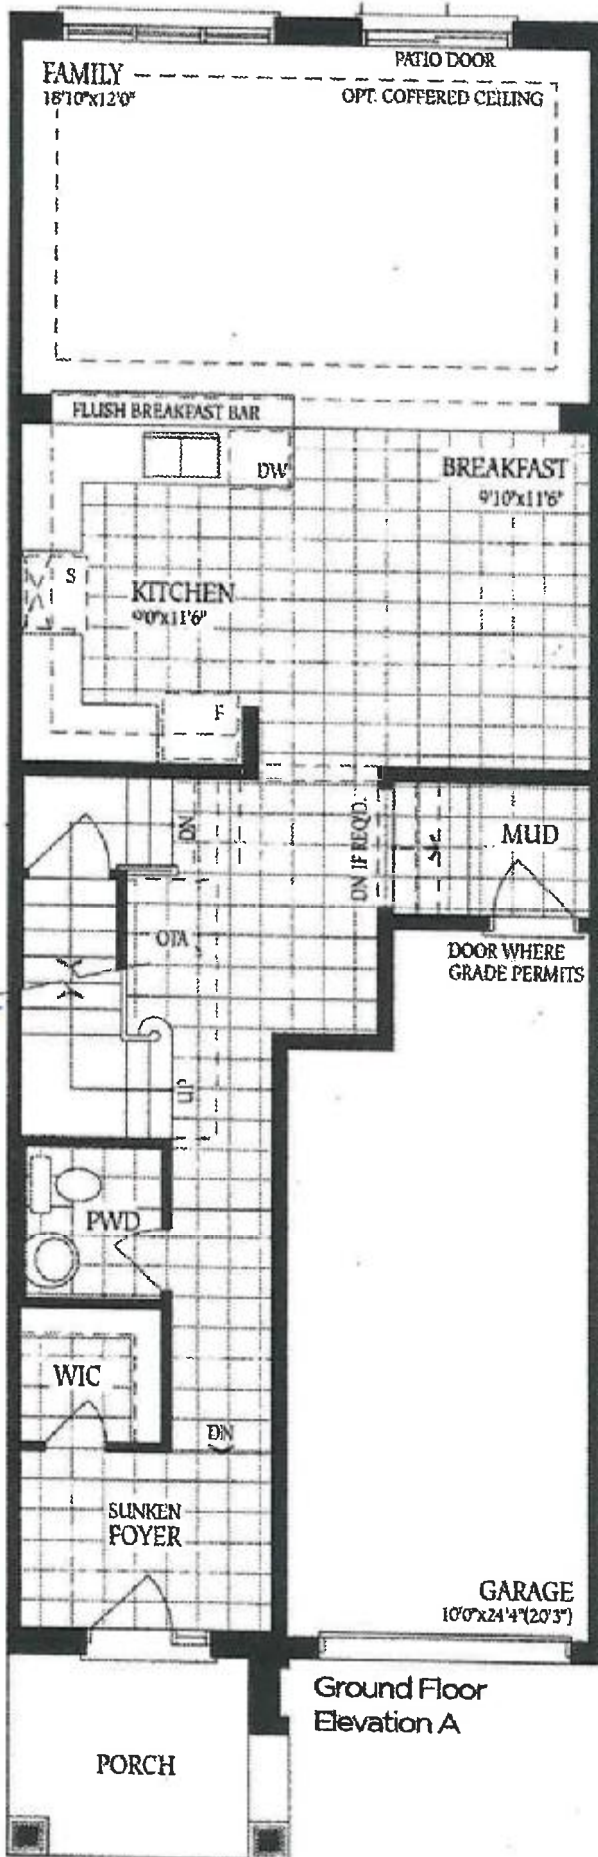 PATIO DOOR
FAMILY
18'10"x12'0"
OPT. COFFERED CEILING
FLUSH BREAKFAST BAR
DW
BREAKFAST
9'10"x11'6"
S
KITCHEN
9'0"x11'6"
F
DN
DN IF REQ'D.
MUD
OTA
DOOR WHERE
GRADE PERMITS
UP
PWD
WIC
DN
SUNKEN
FOYER
GARAGE
10'0"x24'4"(20'3")
Ground Floor
Elevation A
PORCH